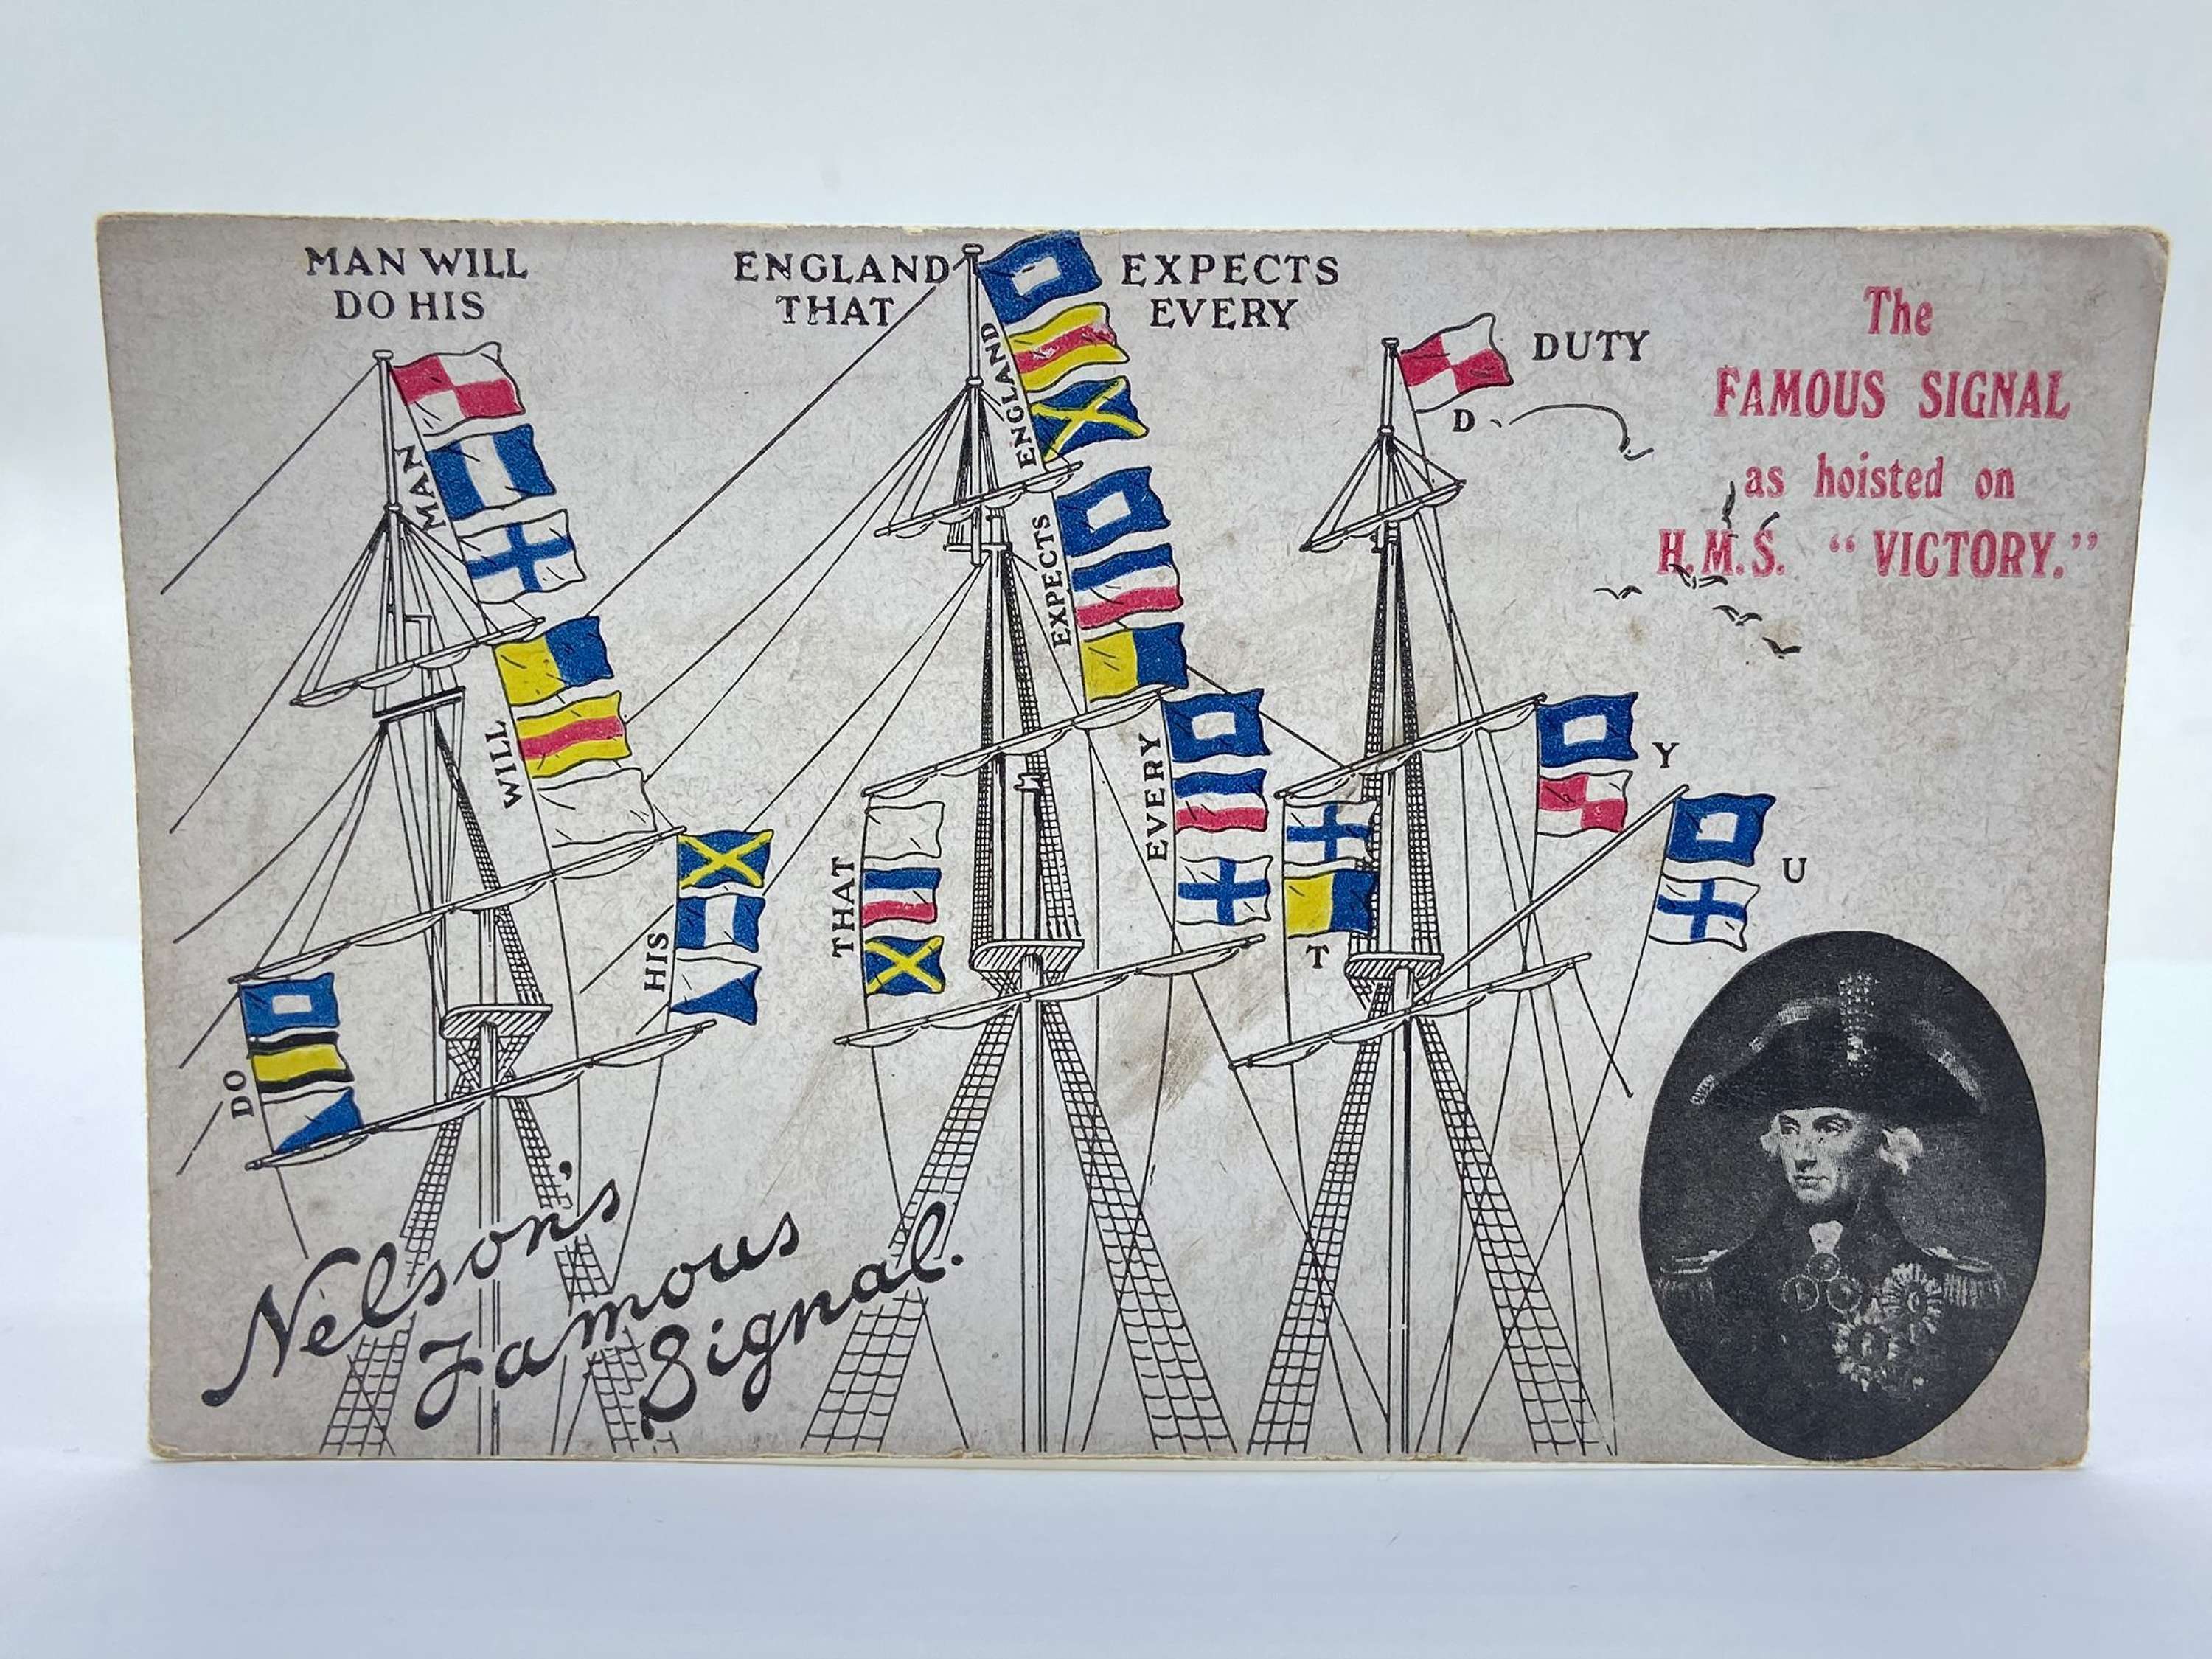 MAN WILL
DO HIS
ENGLAND
THAT
EXPECTS
EVERY
DUTY
The
FAMOUS SIGNAL
as hoisted on
H.M.S. “VICTORY.”
MAN
WILL
DO
HIS
ENGLAND
EXPECTS
THAT
EVERY
D
T
Y
U
Nelson's
Famous
Signal.